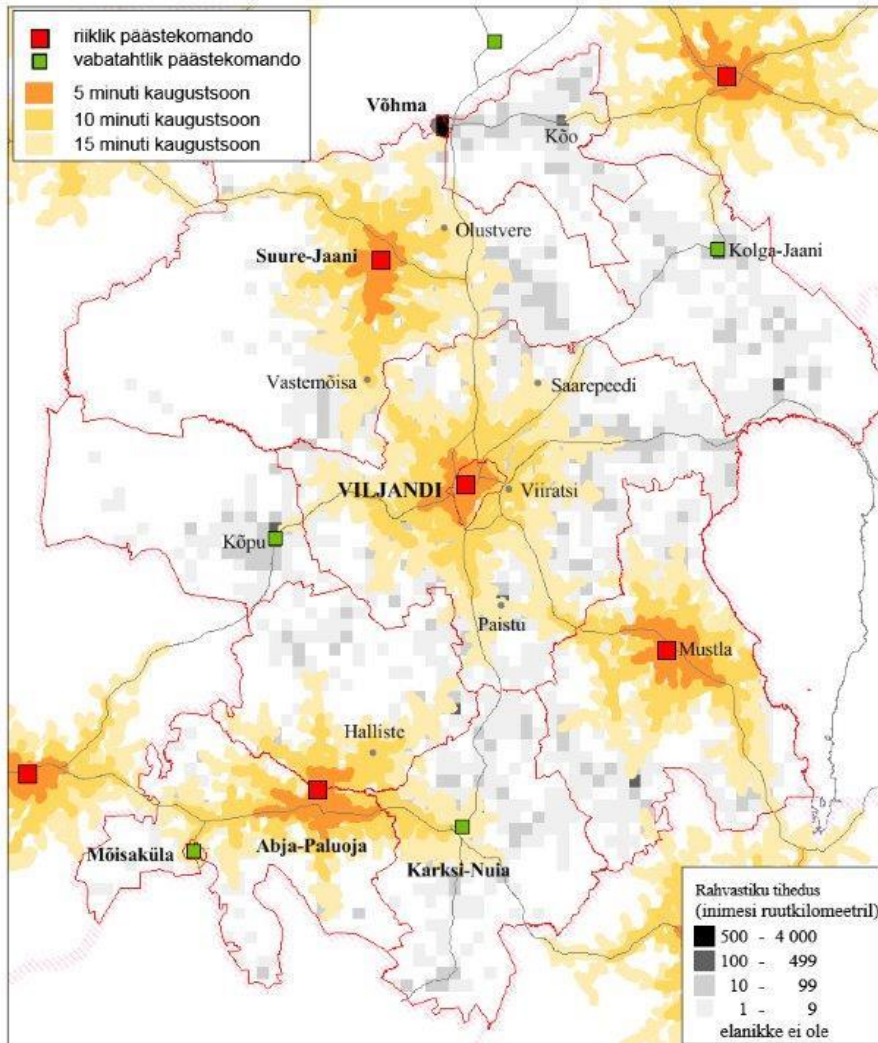 riiklik päästekomando
vabatahtlik päästekomando
5 minuti kaugustsoon
10 minuti kaugustsoon
15 minuti kaugustsoon
Võhma
Kõo
Olustvere
Suure-Jaani
Kolga-Jaani
Vastemõisa
Saarepeedi
VILJANDI
Viiratsi
Kõpu
Paistu
Mustla
Halliste
Mõisaküla
Abja-Paluoja
Karksi-Nuia
Rahvastiku tihedus
(inimesi ruutkilomeetril)
500 - 4 000
100 - 499
10 - 99
1 - 9
elanikke ei ole